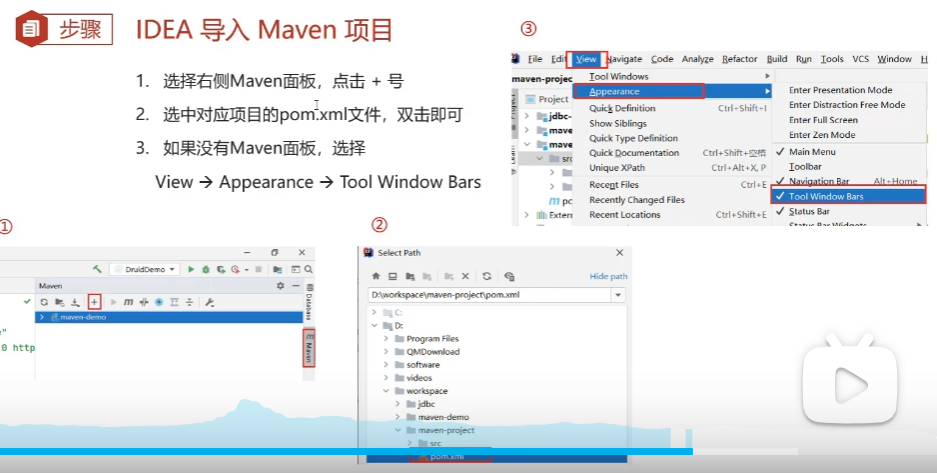 步骤
IDEA 导入 Maven 项目
1. 选择右侧Maven面板，点击 + 号
2. 选中对应项目的pom.xml文件，双击即可
3. 如果没有Maven面板，选择
View → Appearance → Tool Window Bars
③
File Edit View Navigate Code Analyze Refactor Build Run Tools VCS Window
maven-projec
Tool Windows
Project
Appearance
Enter Presentation Mode
Quick Definition Ctrl+Shift+I
Enter Distraction Free Mode
jdbc-
Show Siblings
Enter Full Screen
mave
Quick Type Definition
Enter Zen Mode
mave
Quick Documentation Ctrl+Shift+空格
Main Menu
src
Unique XPath Ctrl+Alt+X, P
Toolbar
Recent Files Ctrl+E
Navigation Bar Alt+Home
Recently Changed Files
Tool Window Bars
Extern
Recent Locations Ctrl+Shift+E
Status Bar
Status Bar Widgets
①
DruidDemo
Maven
maven-demo
Database
Maven
0 http
②
Select Path
Hide path
D:\workspace\maven-project\pom.xml
C:
D:
Program Files
QMDownload
software
videos
workspace
jdbc
maven-demo
maven-project
src
pom.xml